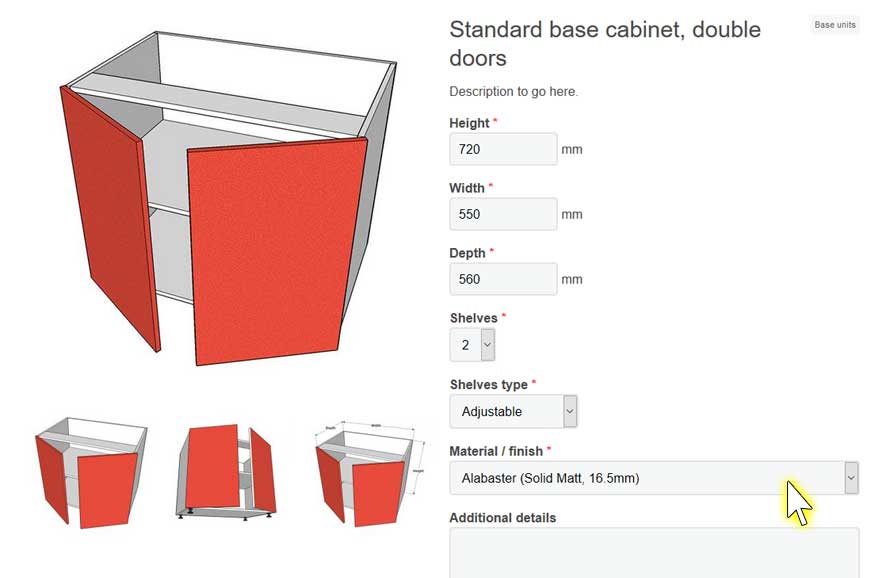 Standard base cabinet, double
doors
Base units
Description to go here.
Height *
720 mm
Width *
550 mm
Depth *
560 mm
Shelves *
2
Shelves type *
Adjustable
Material / finish *
Alabaster (Solid Matt, 16.5mm)
Additional details
Depth
Width
Height